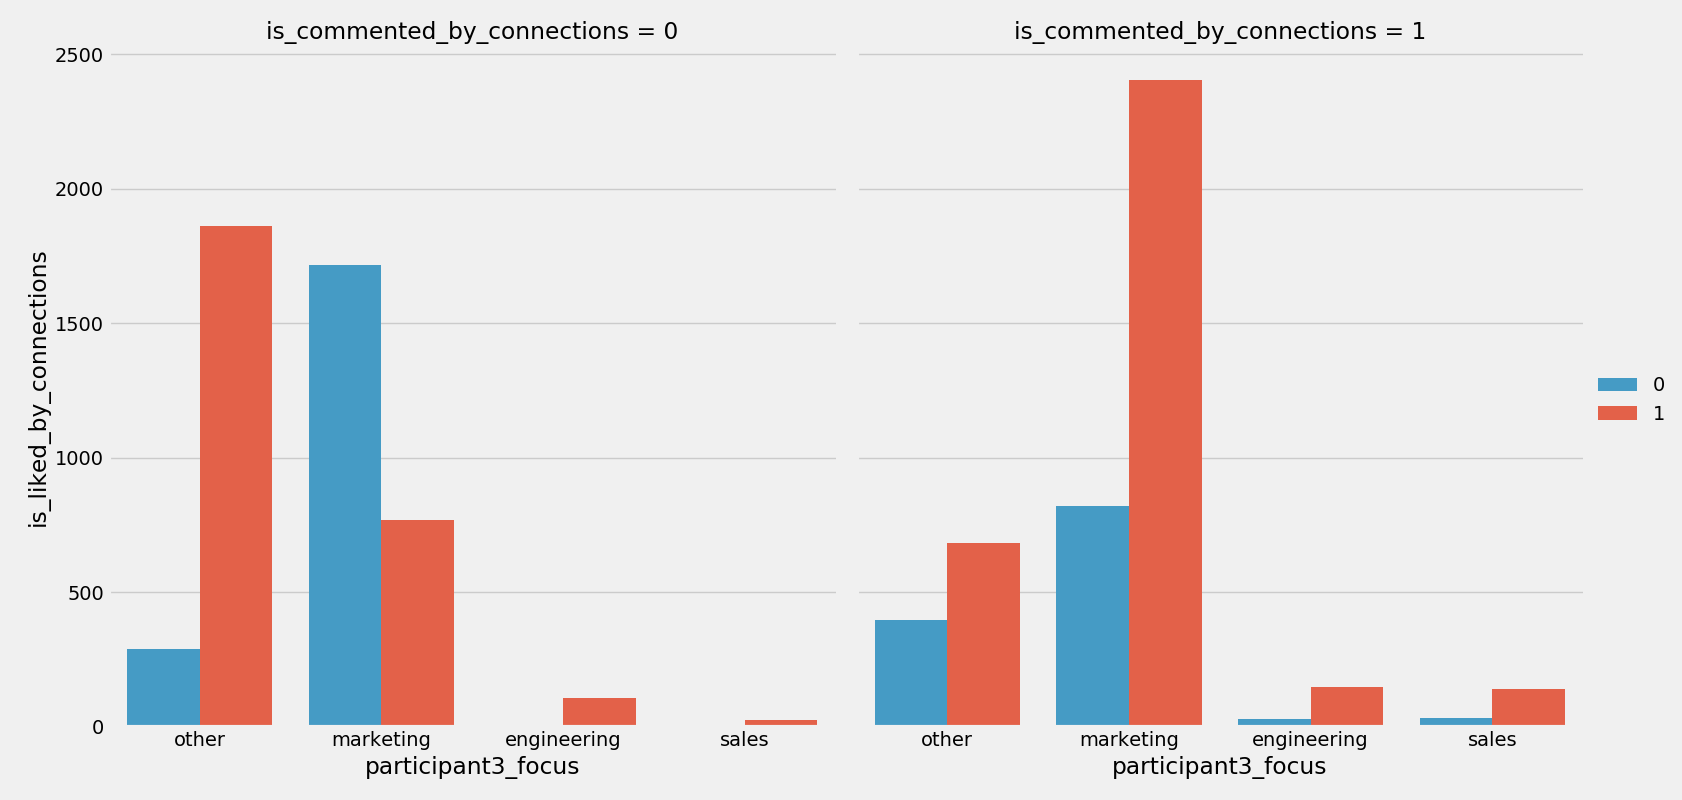 is_commented_by_connections = 0
is_commented_by_connections = 1
2500
2000
1500
1000
500
0
is_liked_by_connections
other marketing engineering sales
other marketing engineering sales
participant3_focus
participant3_focus
0
1